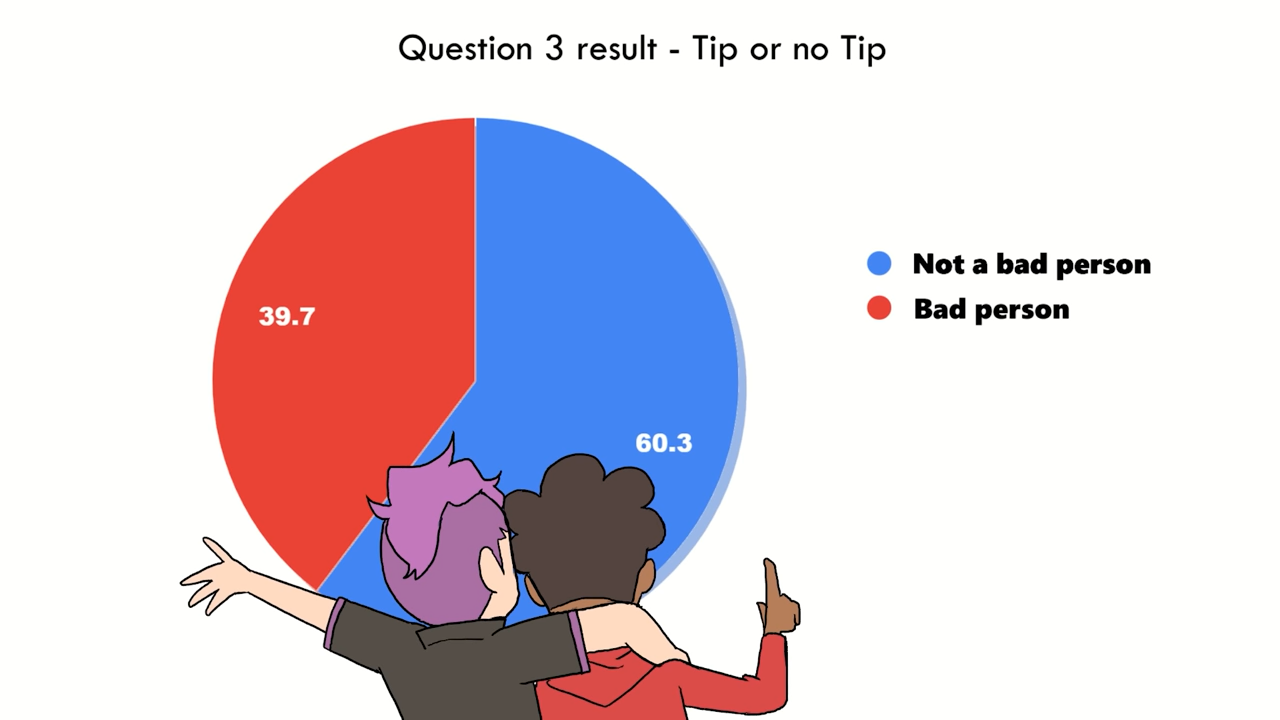 Question 3 result - Tip or no Tip
39.7
60.3
Not a bad person
Bad person